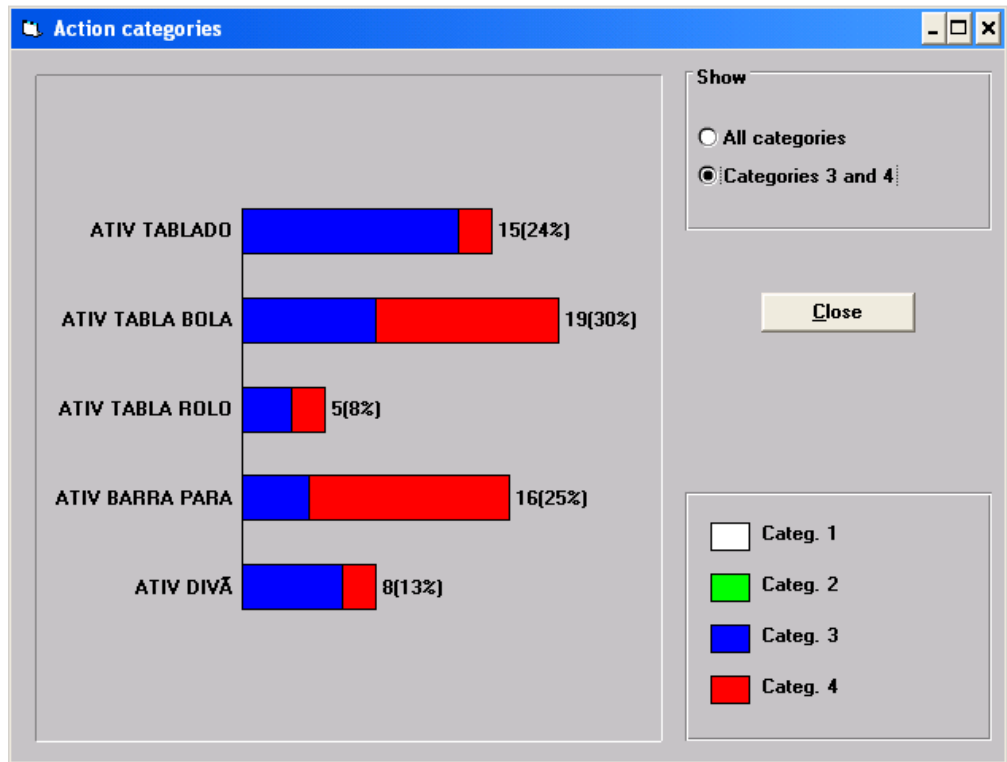 Action categories
ATIV TABLADO 15(24%)
ATIV TABLA BOLA 19(30%)
ATIV TABLA ROLO 5(8%)
ATIV BARRA PARA 16(25%)
ATIV DIVÃ 8(13%)
Show
All categories
Categories 3 and 4
Close
Categ. 1
Categ. 2
Categ. 3
Categ. 4